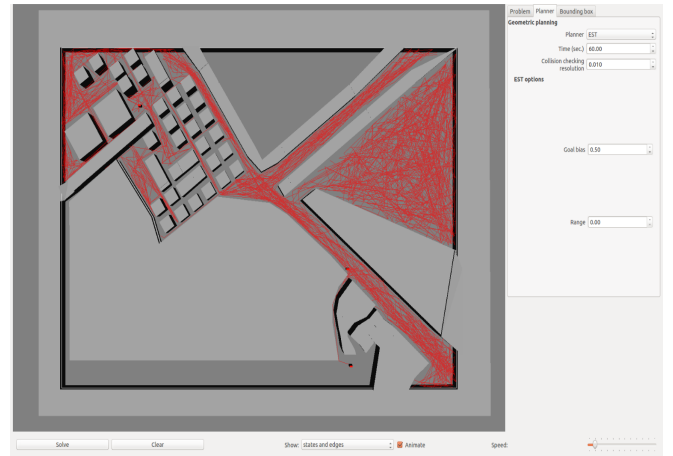 Problem Planner Bounding box
Geometric planning
Planner EST
Time (sec.) 60.00
Collision checking
resolution 0.010
EST options
Goal bias 0.50
Range 0.00
Solve Clear Show: states and edges Animate Speed: